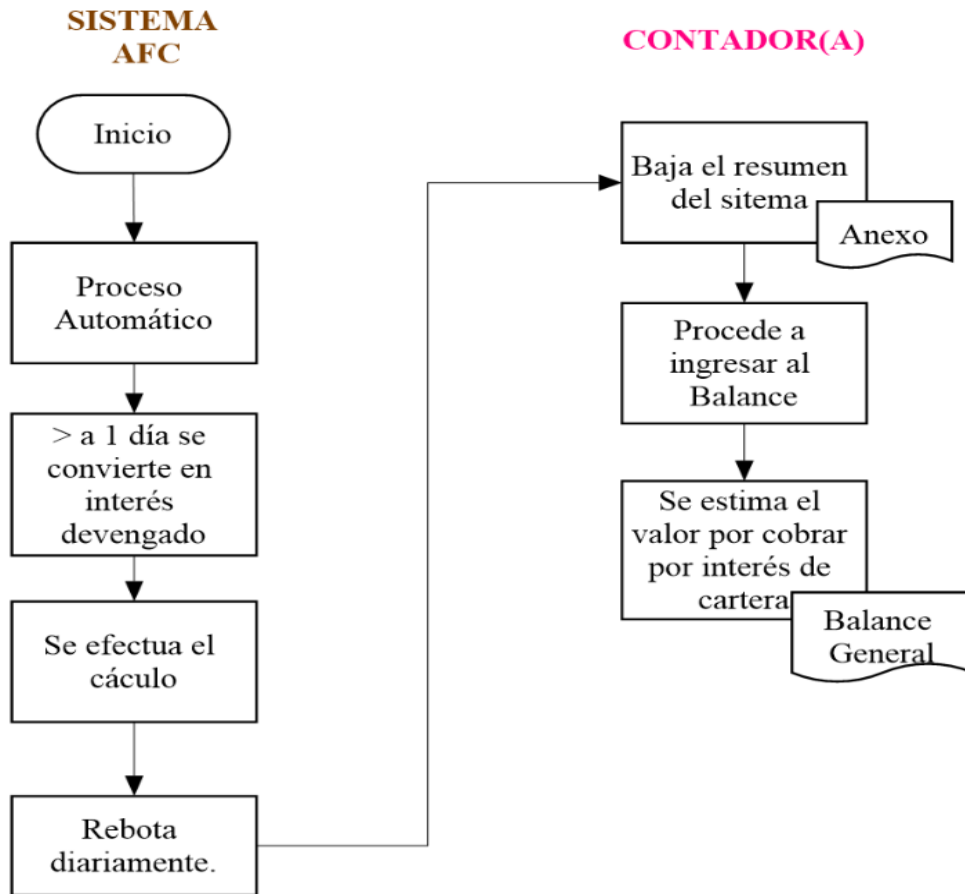 SISTEMA
AFC
Inicio
Proceso
Automático
> a 1 día se
convierte en
interés
devengado
Se efectua el
cáculo
Rebota
diariamente.
CONTADOR(A)
Baja el resumen
del sitema
Anexo
Procede a
ingresar al
Balance
Se estima el
valor por cobrar
por interés de
cartera
Balance
General